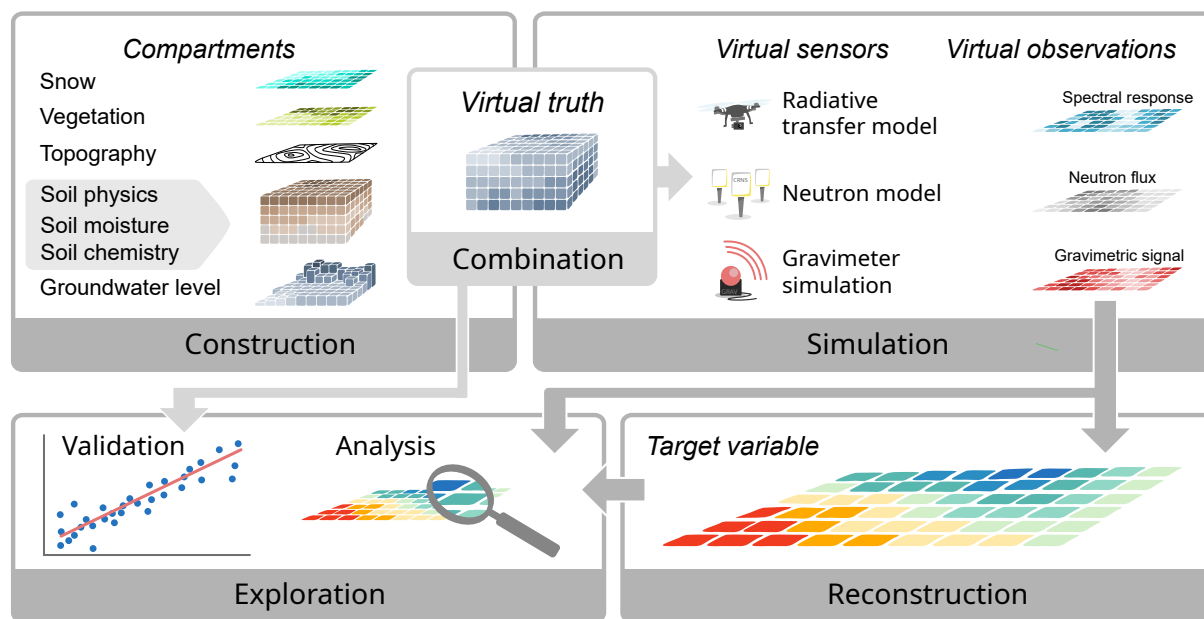 Compartments
Snow
Vegetation
Topography
Soil physics
Soil moisture
Soil chemistry
Groundwater level
Construction
Virtual truth
Combination
Virtual sensors
Virtual observations
Radiative
transfer model
Spectral response
CRNS
Neutron model
Neutron flux
GRAV
Gravimeter
simulation
Gravimetric signal
Simulation
Validation
Analysis
Exploration
Target variable
Reconstruction